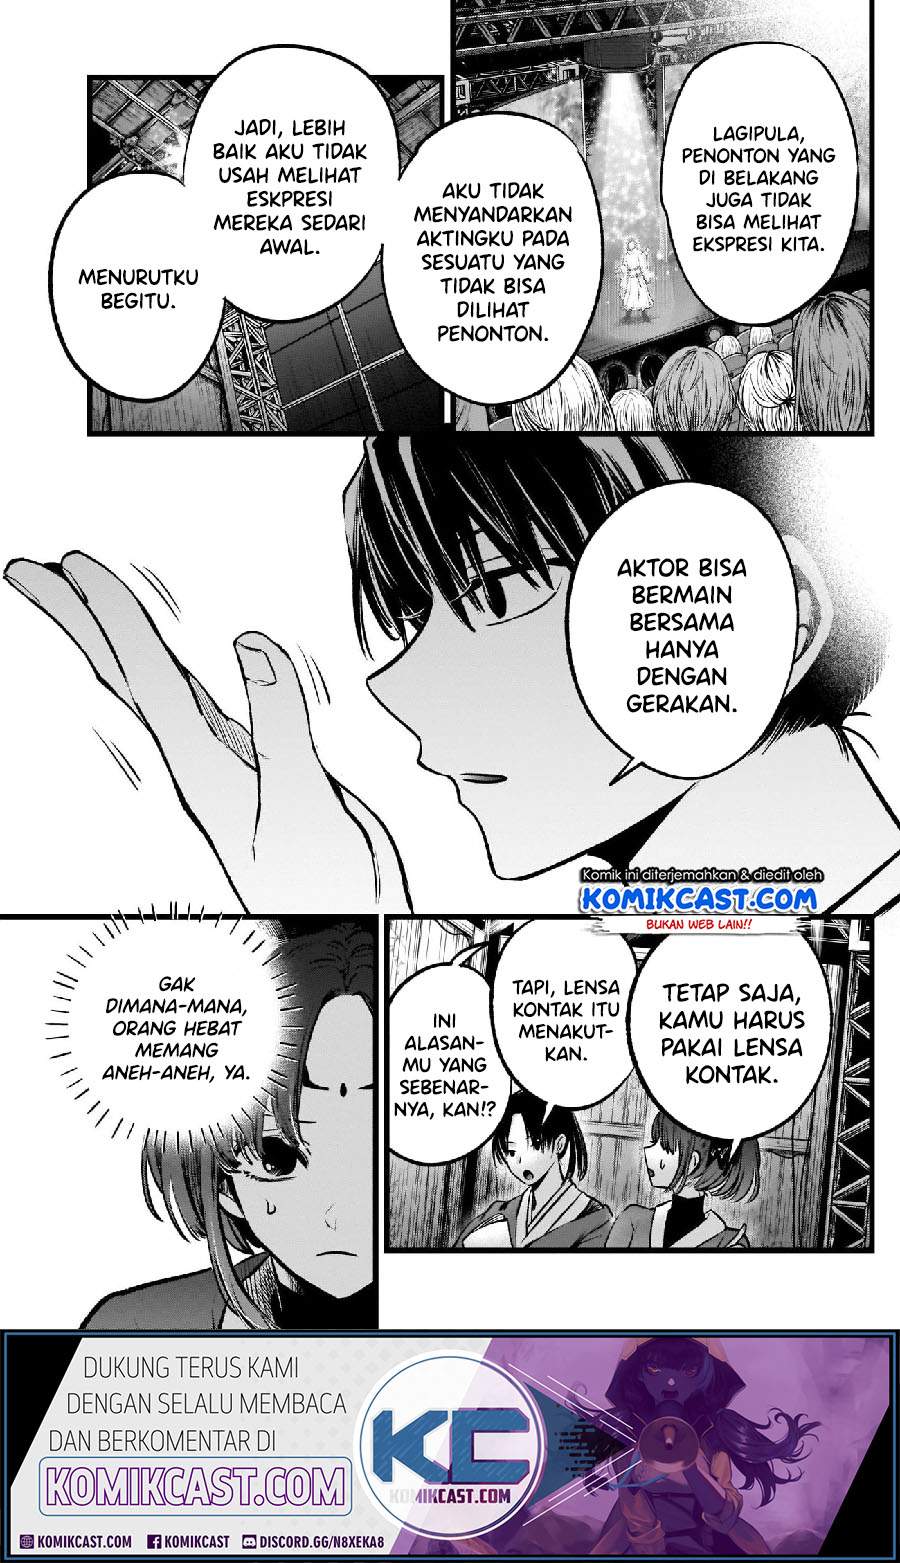 LAGIPULA,
PENONTON YANG
DI BELAKANG
JUGA TIDAK
BISA MELIHAT
EKSPRESI KITA.
AKU TIDAK
MENYANDARKAN
AKTINGKU PADA
SESUATU YANG
TIDAK BISA
DILIHAT
PENONTON.
JADI, LEBIH
BAIK AKU TIDAK
USAH MELIHAT
ESKPRESI
MEREKA SEDARI
AWAL.
MENURUTKU
BEGITU.
AKTOR BISA
BERMAIN
BERSAMA
HANYA
DENGAN
GERAKAN.
Komik ini diterjemahkan & diedit oleh
KOMIKCAST.COM
BUKAN WEB LAIN!!
TETAP SAJA,
KAMU HARUS
PAKAI LENSA
KONTAK.
TAPI, LENSA
KONTAK ITU
MENAKUT-
KAN.
INI
ALASAN-
MU YANG
SEBENAR-
NYA, KAN!?
GAK
DIMANA-MANA,
ORANG HEBAT
MEMANG
ANEH-ANEH, YA.
DUKUNG TERUS KAMI
DENGAN SELALU MEMBACA
DAN BERKOMENTAR DI
KOMIKCAST.COM
KC
KOMIKCAST.COM
KOMIKCAST.COM KOMIKCAST DISCORD.GG/N8XEKA8